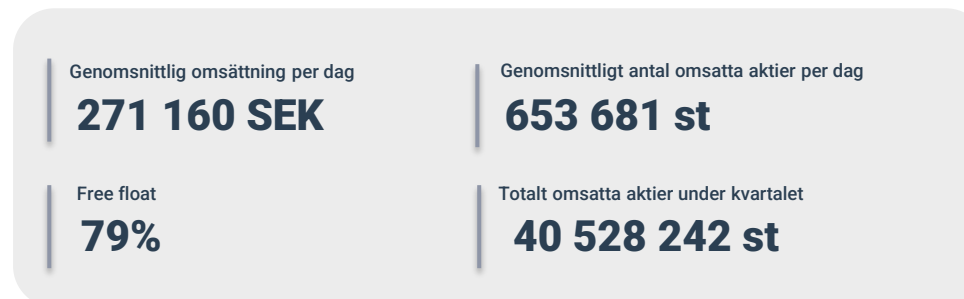 Genomsnittlig omsättning per dag
271 160 SEK
Genomsnittligt antal omsatta aktier per dag
653 681 st
Free float
79%
Totalt omsatta aktier under kvartalet
40 528 242 st